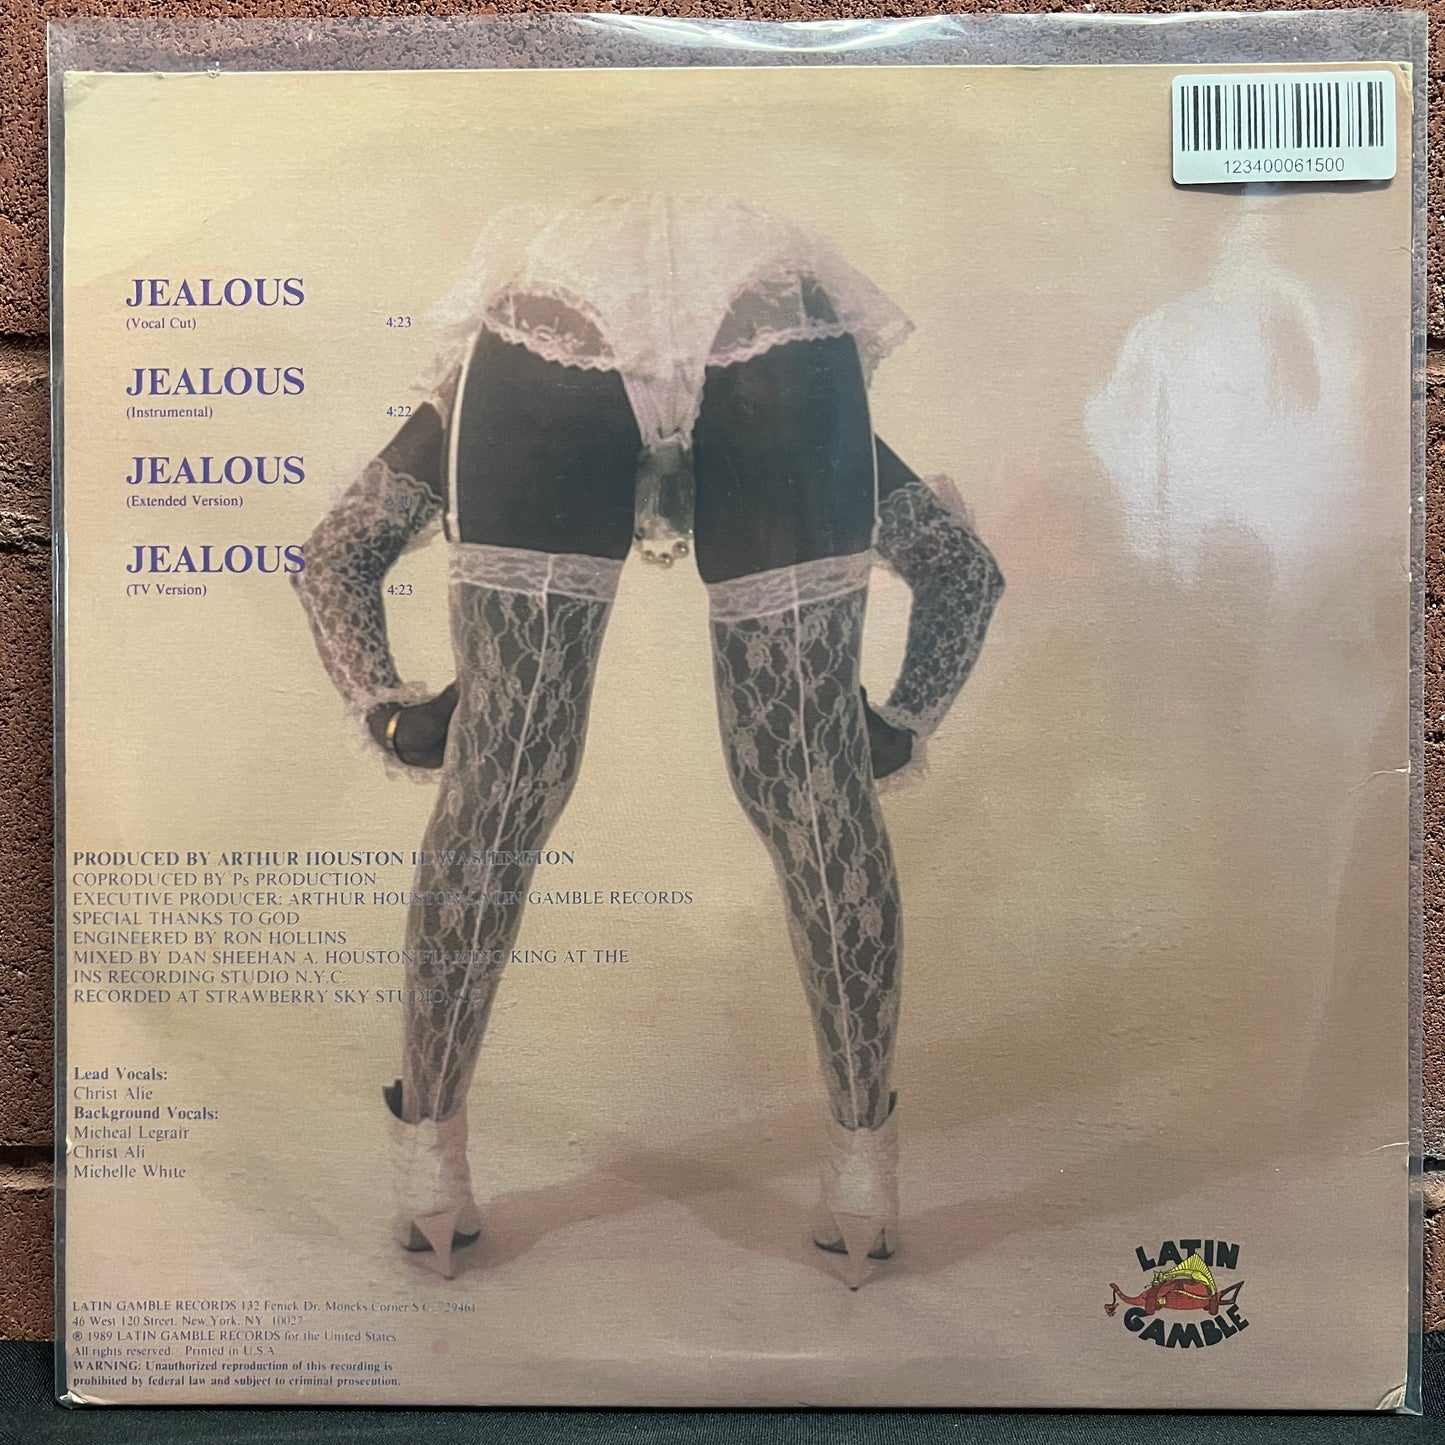 123400061500
JEALOUS
(Vocal Cut) 4:23
JEALOUS
(Instrumental) 4:22
JEALOUS
(Extended Version)
JEALOUS
(TV Version) 4:23
PRODUCED BY ARTHUR HOUSTON H. WASHINGTON
COPRODUCED BY Ps PRODUCTION
EXECUTIVE PRODUCER: ARTHUR HOUSTON LATIN GAMBLE RECORDS
SPECIAL THANKS TO GOD
ENGINEERED BY RON HOLLINS
MIXED BY DAN SHEEHAN A. HOUSTON FLAMING KING AT THE
INS RECORDING STUDIO N.Y.C.
RECORDED AT STRAWBERRY SKY STUDIO, S.C.
Lead Vocals:
Christ Alie
Background Vocals:
Micheal Legrair
Christ Ali
Michelle White
LATIN GAMBLE
LATIN GAMBLE RECORDS 132 Fenick Dr. Moncks Corner S.C. 29461
46 West 120 Street, New York, NY 10027
℗ 1989 LATIN GAMBLE RECORDS for the United States
All rights reserved. Printed in U.S.A
WARNING: Unauthorized reproduction of this recording is
prohibited by federal law and subject to criminal prosecution.